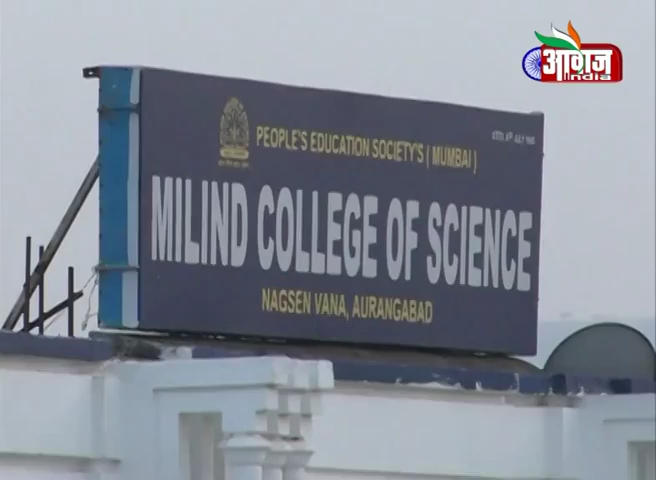 आगाज
India
PEOPLE'S EDUCATION SOCIETY'S ( MUMBAI )
MILIND COLLEGE OF SCIENCE
NAGSEN VANA, AURANGABAD